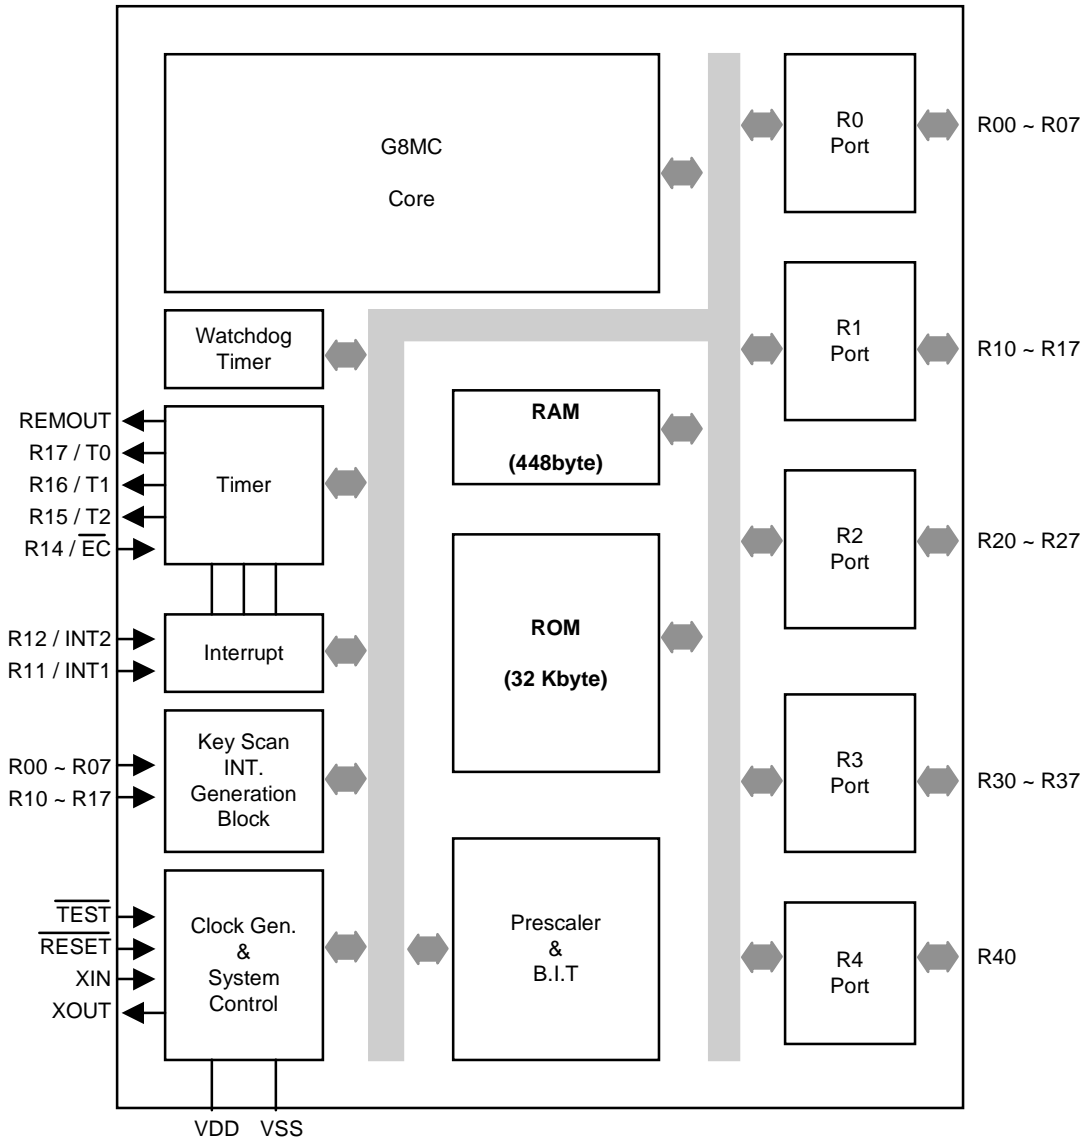 G8MC
Core
R0
Port
R00 ~ R07
Watchdog
Timer
R1
Port
R10 ~ R17
REMOUT
R17 / T0
R16 / T1
R15 / T2
R14 / EC
Timer
RAM
(448byte)
R2
Port
R20 ~ R27
R12 / INT2
R11 / INT1
Interrupt
ROM
(32 Kbyte)
R00 ~ R07
R10 ~ R17
Key Scan
INT.
Generation
Block
R3
Port
R30 ~ R37
TEST
RESET
XIN
XOUT
Clock Gen.
&
System
Control
Prescaler
&
B.I.T
R4
Port
R40
VDD VSS